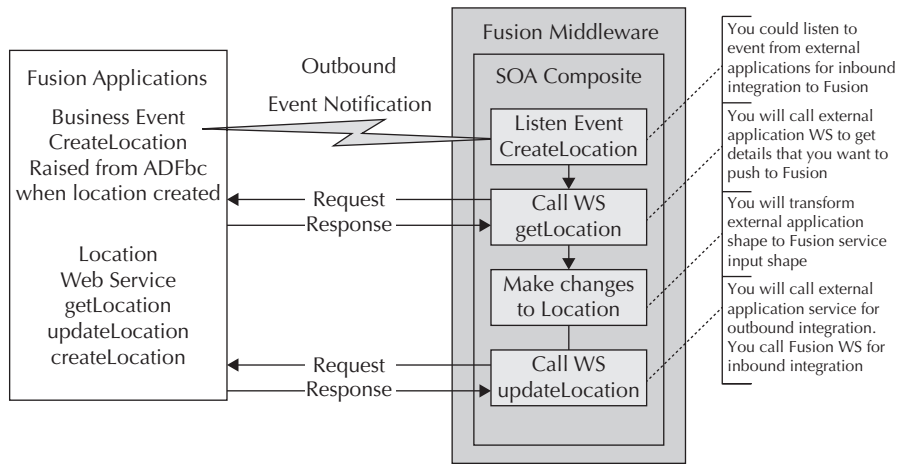 Fusion Applications
Business Event
CreateLocation
Raised from ADFbc
when location created
Location
Web Service
getLocation
updateLocation
createLocation
Outbound
Event Notification
Request
Response
Request
Response
Fusion Middleware
SOA Composite
Listen Event
CreateLocation
Call WS
getLocation
Make changes
to Location
Call WS
updateLocation
You could listen to
event from external
applications for inbound
integration to Fusion
You will call external
application WS to get
details that you want to
push to Fusion
You will transform
external application
shape to Fusion service
input shape
You will call external
application service for
outbound integration.
You call Fusion WS for
inbound integration